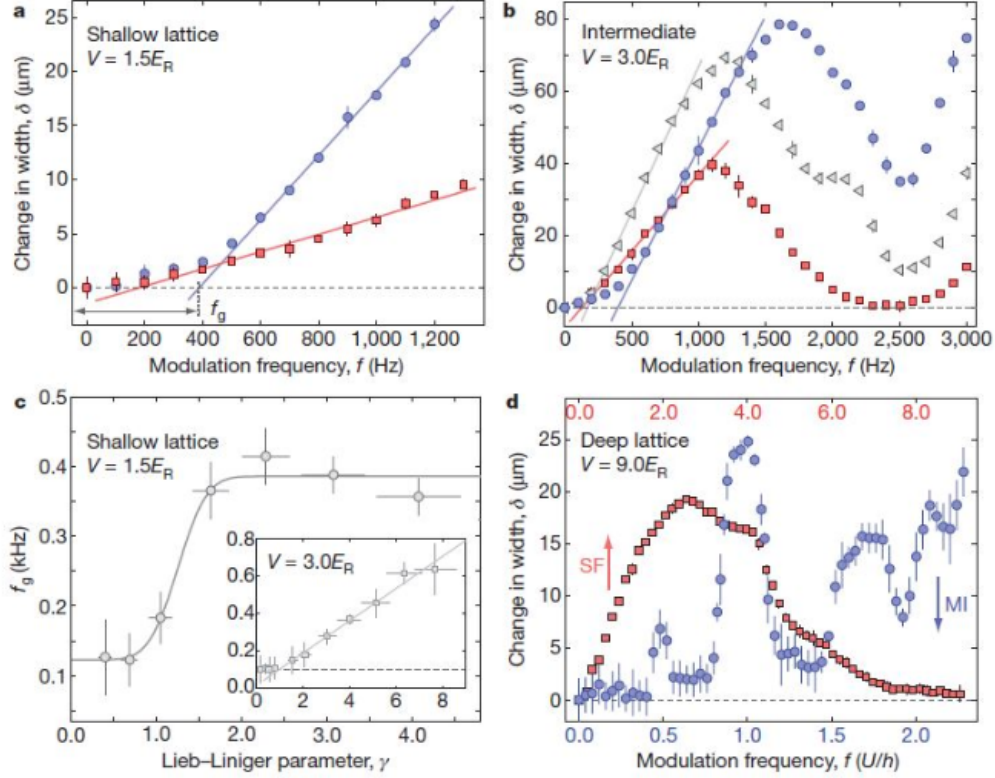 a
Shallow lattice
V = 1.5E_R
Change in width, δ (μm)
25
20
15
10
5
0
f_g
0 200 400 600 800 1,000 1,200
Modulation frequency, f (Hz)
b
Intermediate
V = 3.0E_R
Change in width, δ (μm)
80
60
40
20
0
0 500 1,000 1,500 2,000 2,500 3,000
Modulation frequency, f (Hz)
c
Shallow lattice
V = 1.5E_R
f_g (kHz)
0.5
0.4
0.3
0.2
0.1
0.0 1.0 2.0 3.0 4.0
Lieb–Liniger parameter, γ
V = 3.0E_R
0.8
0.6
0.4
0.2
0.0
0 2 4 6 8
d
0.0 2.0 4.0 6.0 8.0
Deep lattice
V = 9.0E_R
Change in width, δ (μm)
25
20
15
10
5
0
SF
MI
0.0 0.5 1.0 1.5 2.0
Modulation frequency, f (U/h)